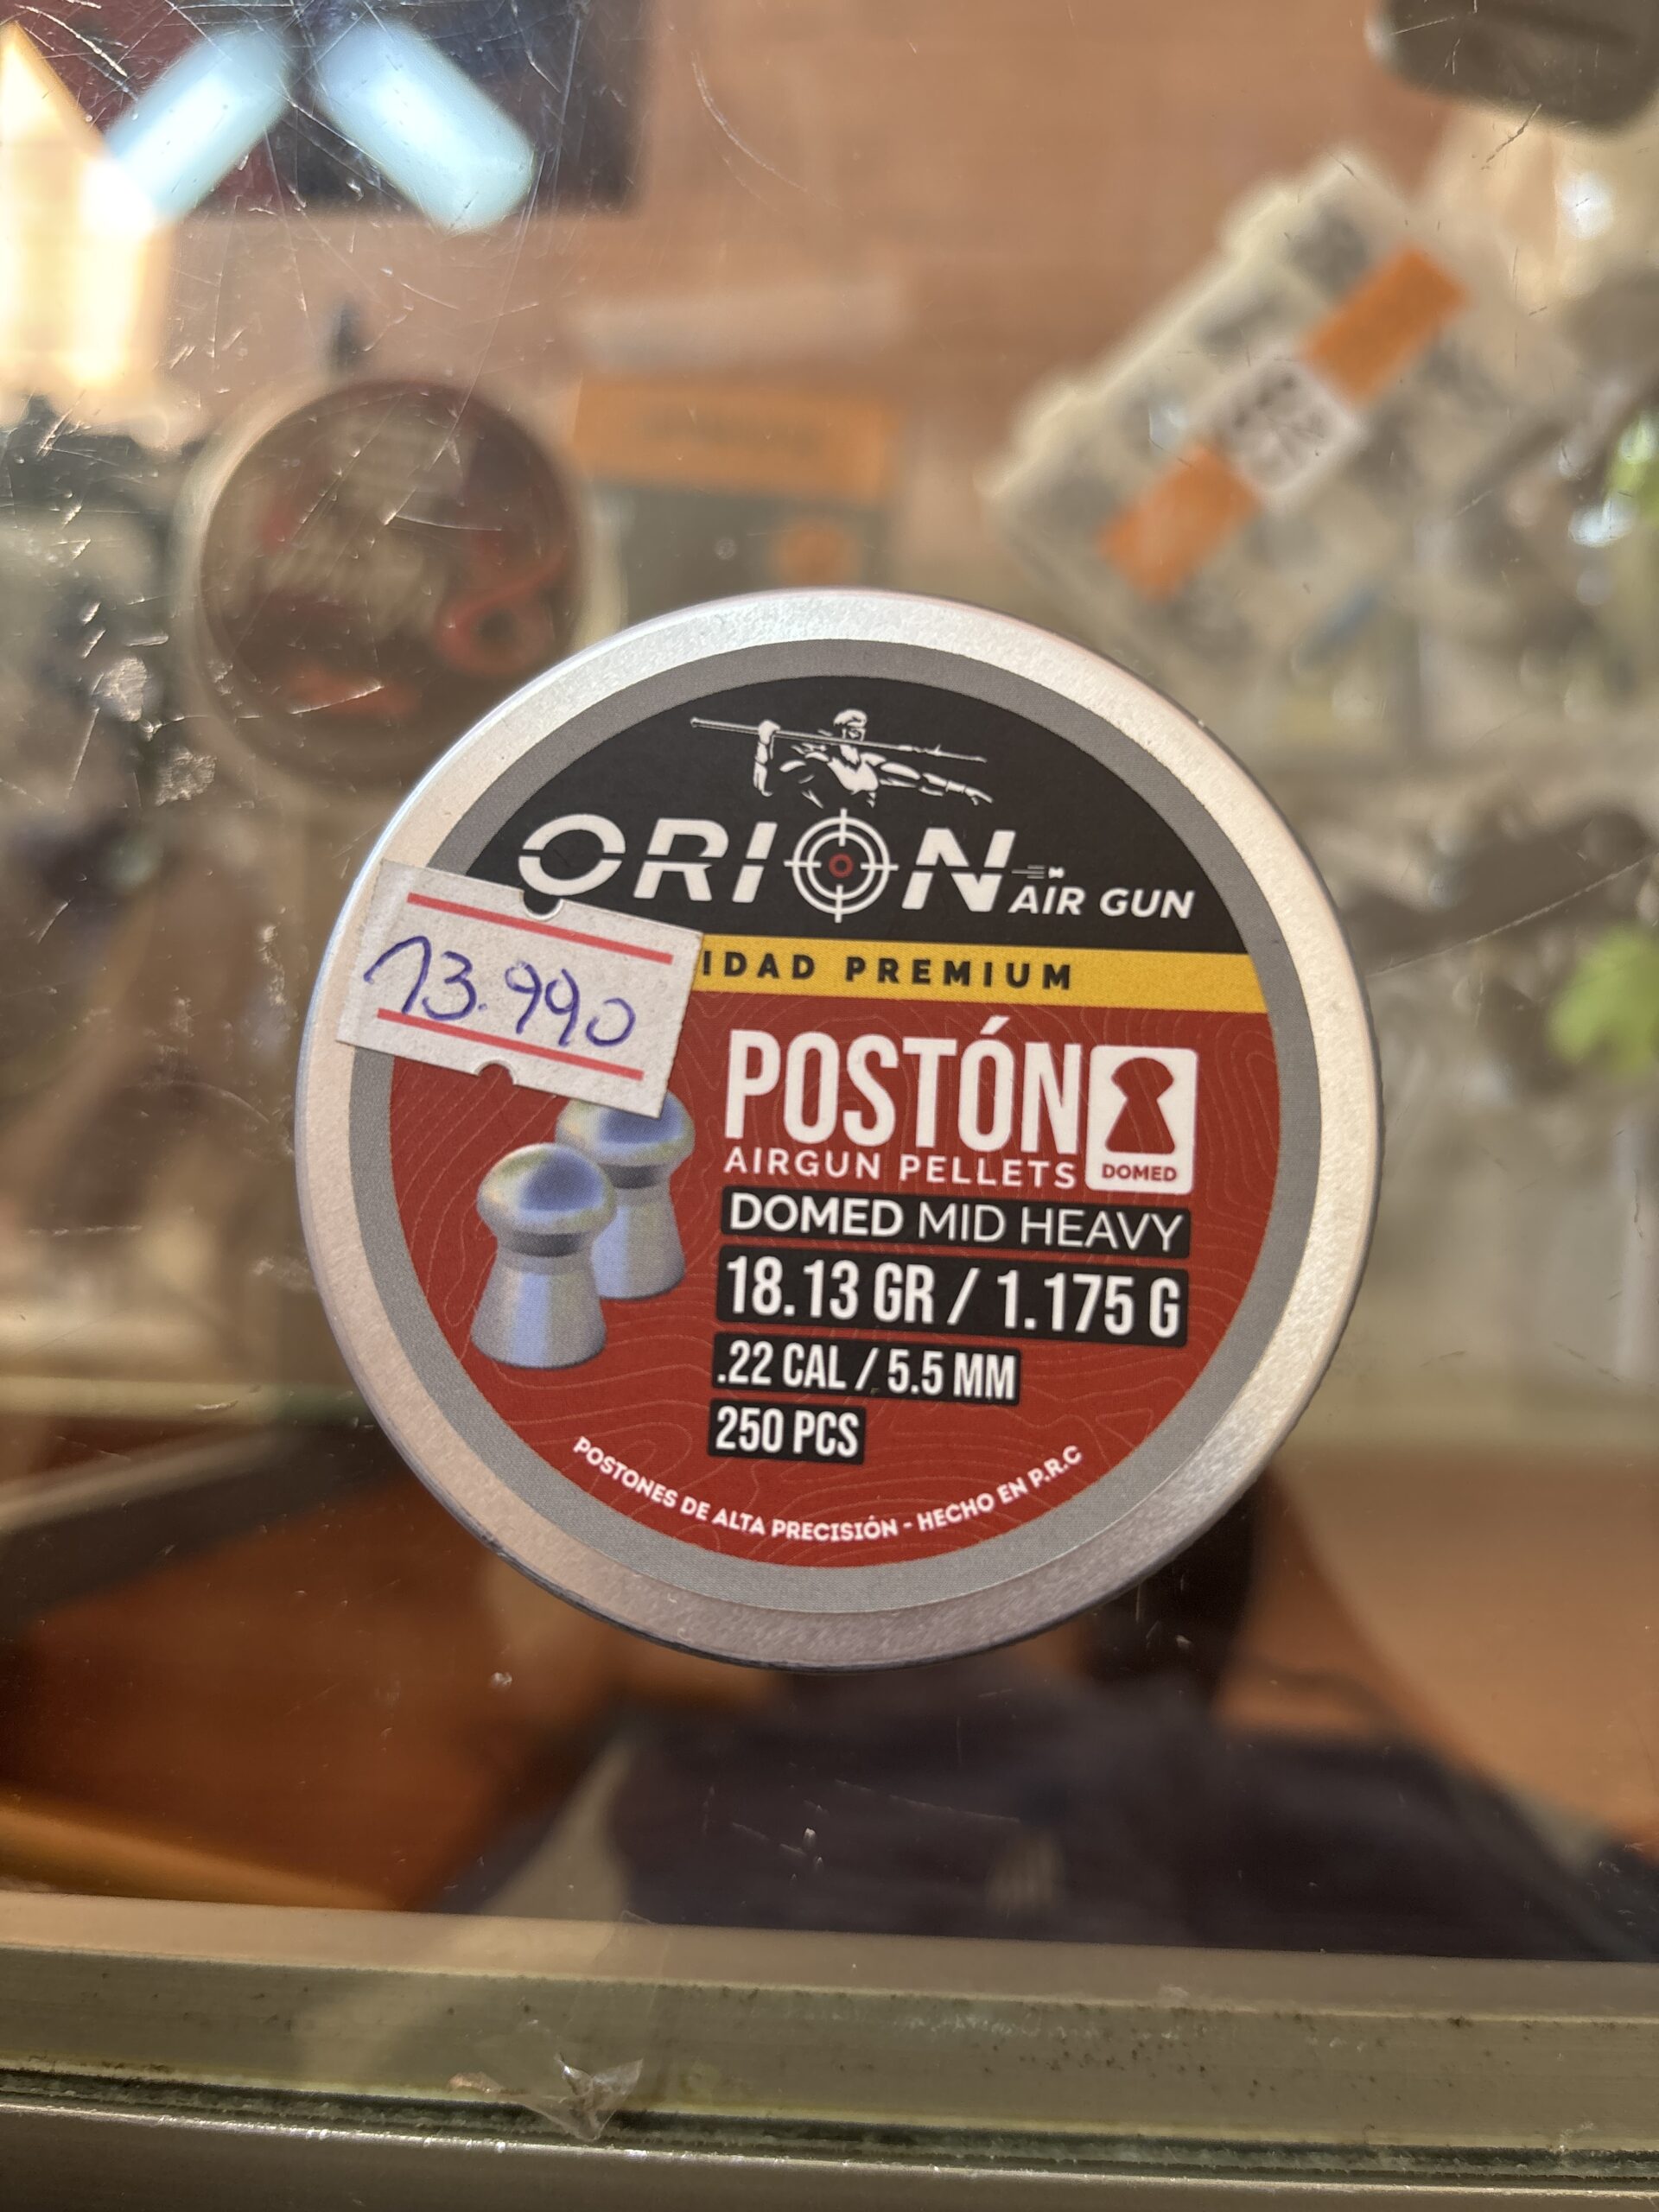 ORION AIR GUN
13.990
IDAD PREMIUM
POSTÓN
AIRGUN PELLETS
DOMED
DOMED MID HEAVY
18.13 GR / 1.175 G
.22 CAL / 5.5 MM
250 PCS
POSTONES DE ALTA PRECISIÓN - HECHO EN P.R.C